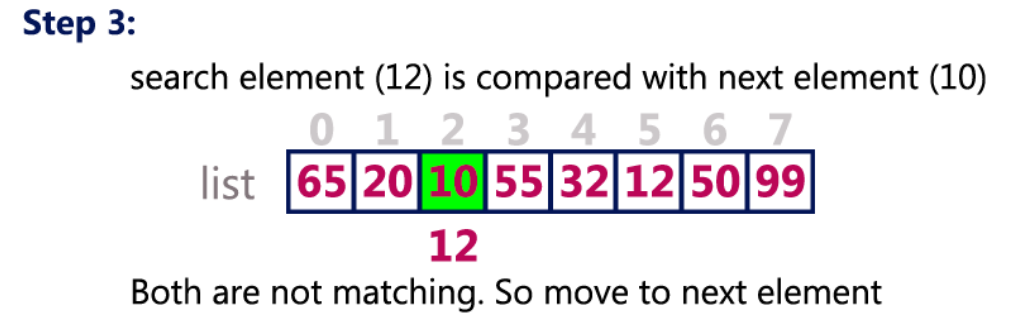 Step 3:
search element (12) is compared with next element (10)
0 1 2 3 4 5 6 7
list 65 20 10 55 32 12 50 99
12
Both are not matching. So move to next element